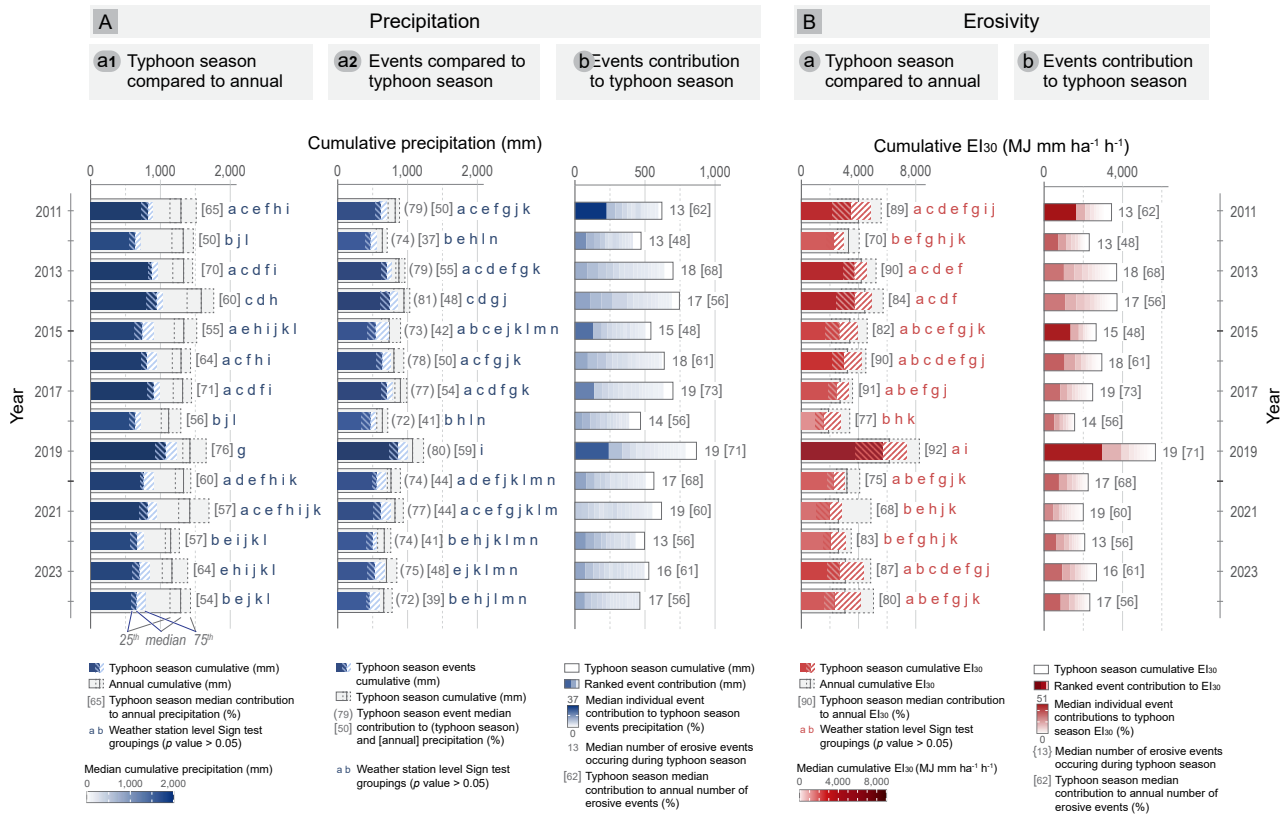 A Precipitation
B Erosivity
a1 Typhoon season
compared to annual
a2 Events compared to
typhoon season
b Events contribution
to typhoon season
a Typhoon season
compared to annual
b Events contribution
to typhoon season
Cumulative precipitation (mm)
Cumulative EI30 (MJ mm ha-1 h-1)
0 1,000 2,000
0 1,000 2,000
0 500 1,000
0 4,000 8,000
0 4,000
Year
Year
2011 [65] a c e f h i (79) [50] a c e f g j k 13 [62] [89] a c d e f g i j 13 [62] 2011
[50] b j l (74) [37] b e h l n 13 [48] [70] b e f g h j k 13 [48]
2013 [70] a c d f i (79) [55] a c d e f g k 18 [68] [90] a c d e f 18 [68] 2013
[60] c d h (81) [48] c d g j 17 [56] [84] a c d f 17 [56]
2015 [55] a e h i j k l (73) [42] a b c e j k l m n 15 [48] [82] a b c e f g j k 15 [48] 2015
[64] a c f h i (78) [50] a c f g j k 18 [61] [90] a b c d e f g j 18 [61]
2017 [71] a c d f i (77) [54] a c d f g k 19 [73] [91] a b e f g j 19 [73] 2017
[56] b j l (72) [41] b h l n 14 [56] [77] b h k 14 [56]
2019 [76] g (80) [59] i 19 [71] [92] a i 19 [71] 2019
[60] a d e f h i k (74) [44] a d e f j k l m n 17 [68] [75] a b e f g j k 17 [68]
2021 [57] a c e f h i j k (77) [44] a c e f g j k l m 19 [60] [68] b e h j k 19 [60] 2021
[57] b e i j k l (74) [41] b e h j k l m n 13 [56] [83] b e f g h j k 13 [56]
2023 [64] e h i j k l (75) [48] e j k l m n 16 [61] [87] a b c d e f g j 16 [61] 2023
[54] b e j k l (72) [39] b e h j l m n 17 [56] [80] a b e f g j k 17 [56]
25th median 75th
Typhoon season cumulative (mm)
Annual cumulative (mm)
[65] Typhoon season median contribution
to annual precipitation (%)
a b Weather station level Sign test
groupings (p value > 0.05)
Median cumulative precipitation (mm)
0 1,000 2,000
Typhoon season events
cumulative (mm)
Typhoon season cumulative (mm)
(79) Typhoon season event median
[50] contribution to (typhoon season)
and [annual] precipitation (%)
a b Weather station level Sign test
groupings (p value > 0.05)
Typhoon season cumulative (mm)
Ranked event contribution (mm)
37
Median individual event
contribution to typhoon season
events precipitation (%)
0
13 Median number of erosive events
occuring during typhoon season
[62] Typhoon season median
contribution to annual number of
erosive events (%)
Typhoon season cumulative EI30
Annual cumulative EI30
[90] Typhoon season median contribution
to annual EI30 (%)
a b Weather station level Sign test
groupings (p value > 0.05)
Median cumulative EI30 (MJ mm ha-1 h-1)
0 4,000 8,000
Typhoon season cumulative EI30
Ranked event contribution to EI30
51
Median individual event
contributions to typhoon
season EI30 (%)
0
{13} Median number of erosive events
occuring during typhoon season
[62] Typhoon season median
contribution to annual number of
erosive events (%)